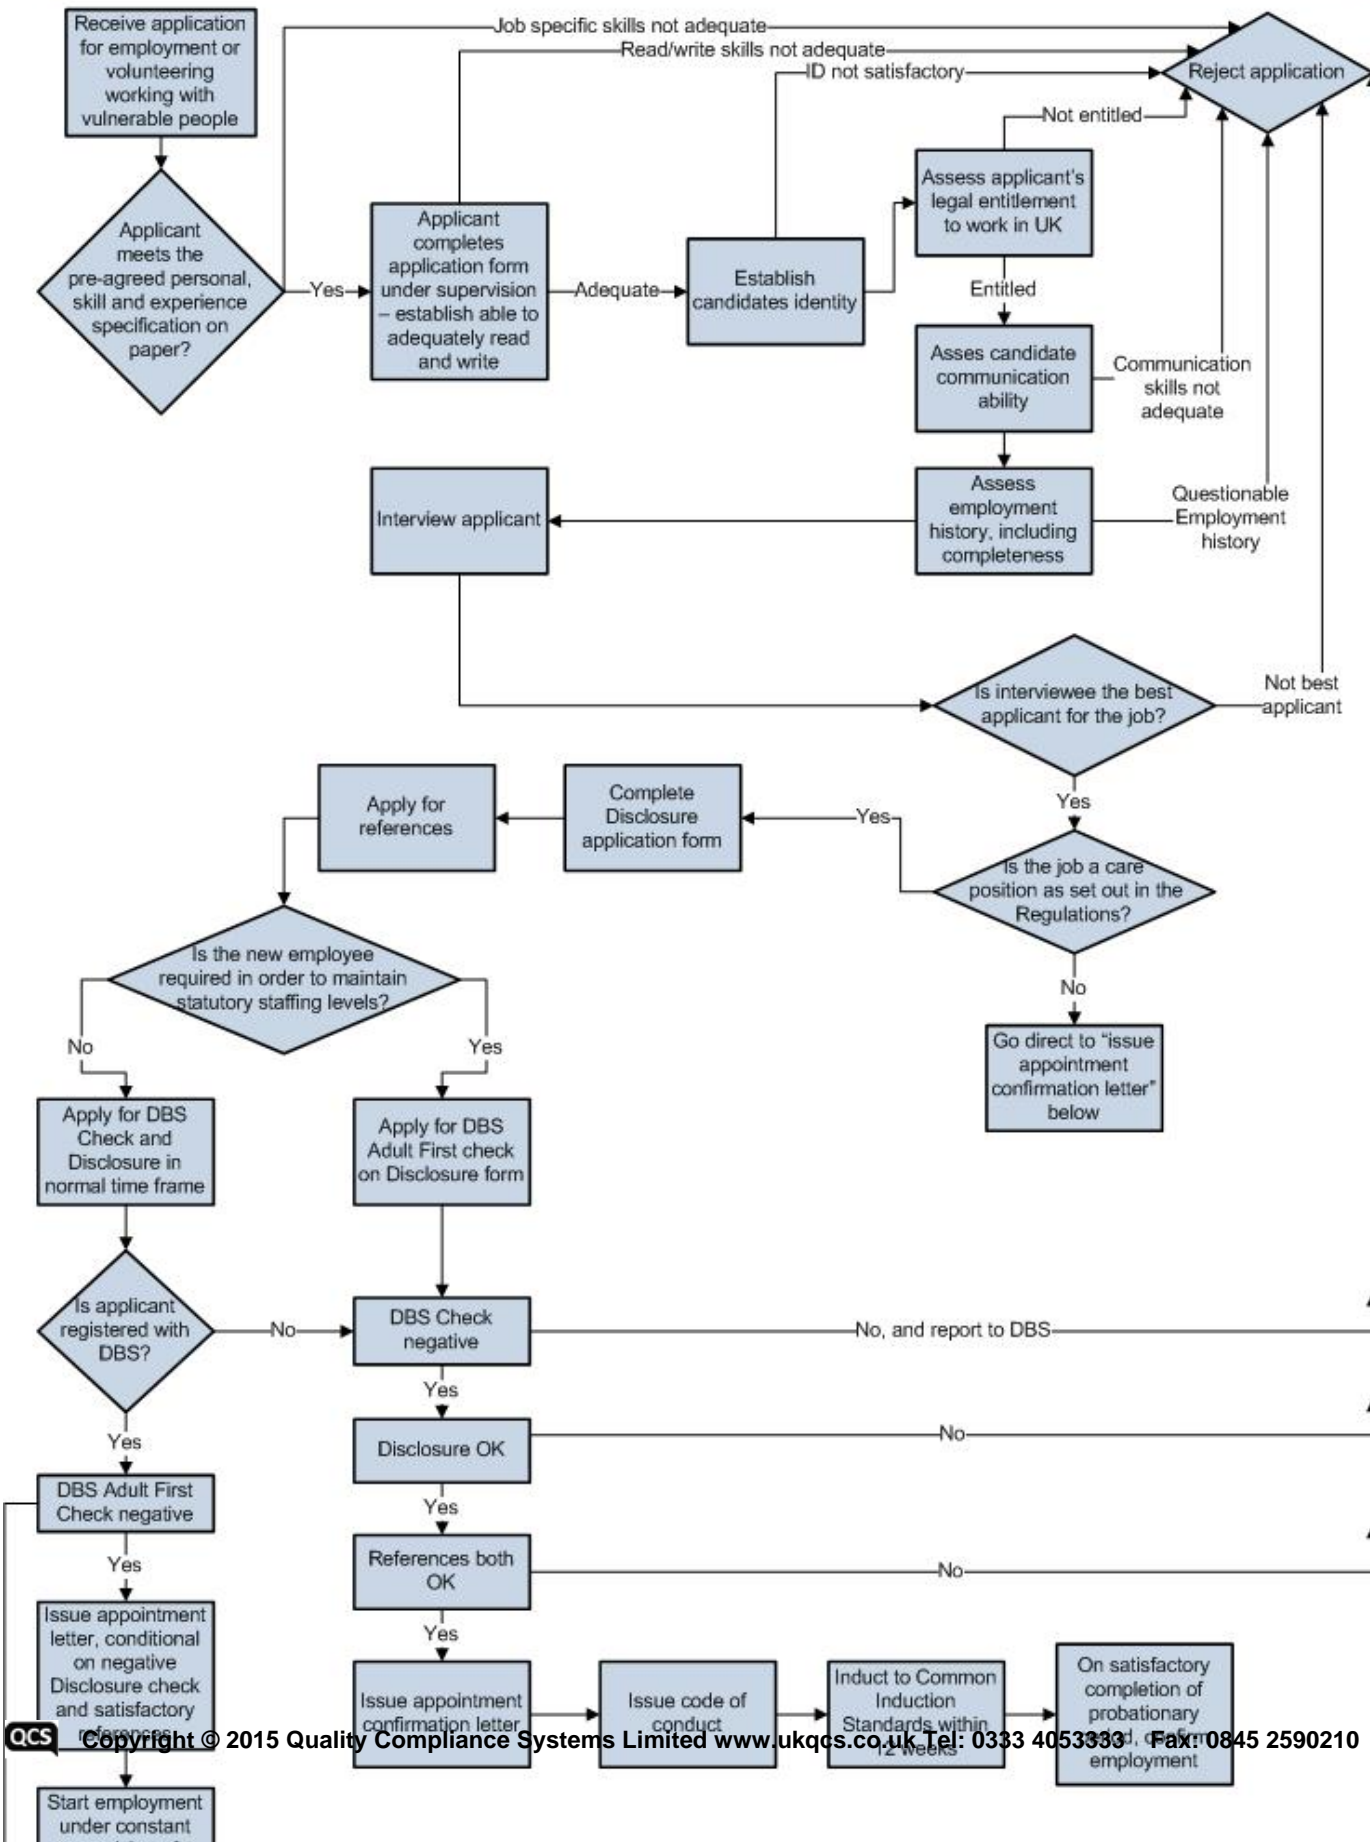 Receive application
for employment or
volunteering
working with
vulnerable people
Job specific skills not adequate
Read/write skills not adequate
ID not satisfactory
Reject application
Not entitled
Applicant
meets the
pre-agreed personal,
skill and experience
specification on
paper?
Yes
Applicant
completes
application form
under supervision
– establish able to
adequately read
and write
Adequate
Establish
candidates identity
Assess applicant's
legal entitlement
to work in UK
Entitled
Asses candidate
communication
ability
Communication
skills not
adequate
Interview applicant
Assess
employment
history, including
completeness
Questionable
Employment
history
Is interviewee the best
applicant for the job?
Not best
applicant
Yes
Apply for
references
Complete
Disclosure
application form
Yes
Is the job a care
position as set out in the
Regulations?
No
Go direct to “issue
appointment
confirmation letter”
below
Is the new employee
required in order to maintain
statutory staffing levels?
No
Yes
Apply for DBS
Check and
Disclosure in
normal time frame
Apply for DBS
Adult First check
on Disclosure form
Is applicant
registered with
DBS?
No
DBS Check
negative
No, and report to DBS
Yes
Disclosure OK
No
Yes
DBS Adult First
Check negative
Yes
References both
OK
No
Yes
Yes
Issue appointment
letter, conditional
on negative
Disclosure check
and satisfactory
references
Issue appointment
confirmation letter
Issue code of
conduct
Induct to Common
Induction
Standards within
12 weeks
On satisfactory
completion of
probationary
period, confirm
employment
QCS Copyright © 2015 Quality Compliance Systems Limited www.ukqcs.co.uk Tel: 0333 4053333 Fax: 0845 2590210
Start employment
under constant